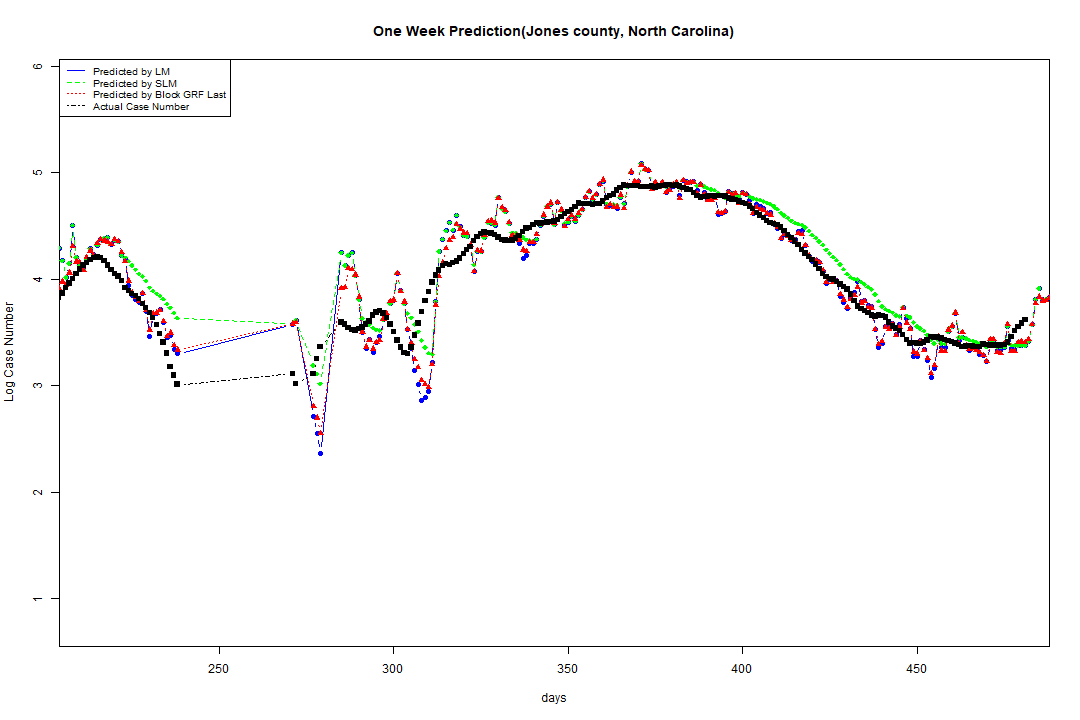 One Week Prediction(Jones county, North Carolina)
Predicted by LM
Predicted by SLM
Predicted by Block GRF Last
Actual Case Number
6
5
4
3
2
1
Log Case Number
250
300
350
400
450
days